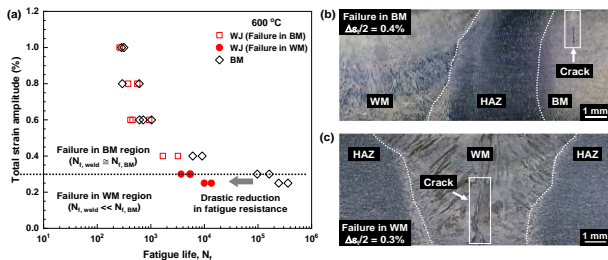 (a)
600 °C
WJ (Failure in BM)
WJ (Failure in WM)
BM
Total strain amplitude (%)
1.2
1.0
0.8
0.6
0.4
0.2
0.0
Failure in BM region
(Nf, weld ≅ Nf, BM)
Failure in WM region
(Nf, weld << Nf, BM)
Drastic reduction
in fatigue resistance
10¹ 10² 10³ 10⁴ 10⁵ 10⁶
Fatigue life, Nf
(b)
Failure in BM
Δεt/2 = 0.4%
Crack
WM
HAZ
BM
1 mm
(c)
HAZ
WM
HAZ
Crack
Failure in WM
Δεt/2 = 0.3%
1 mm